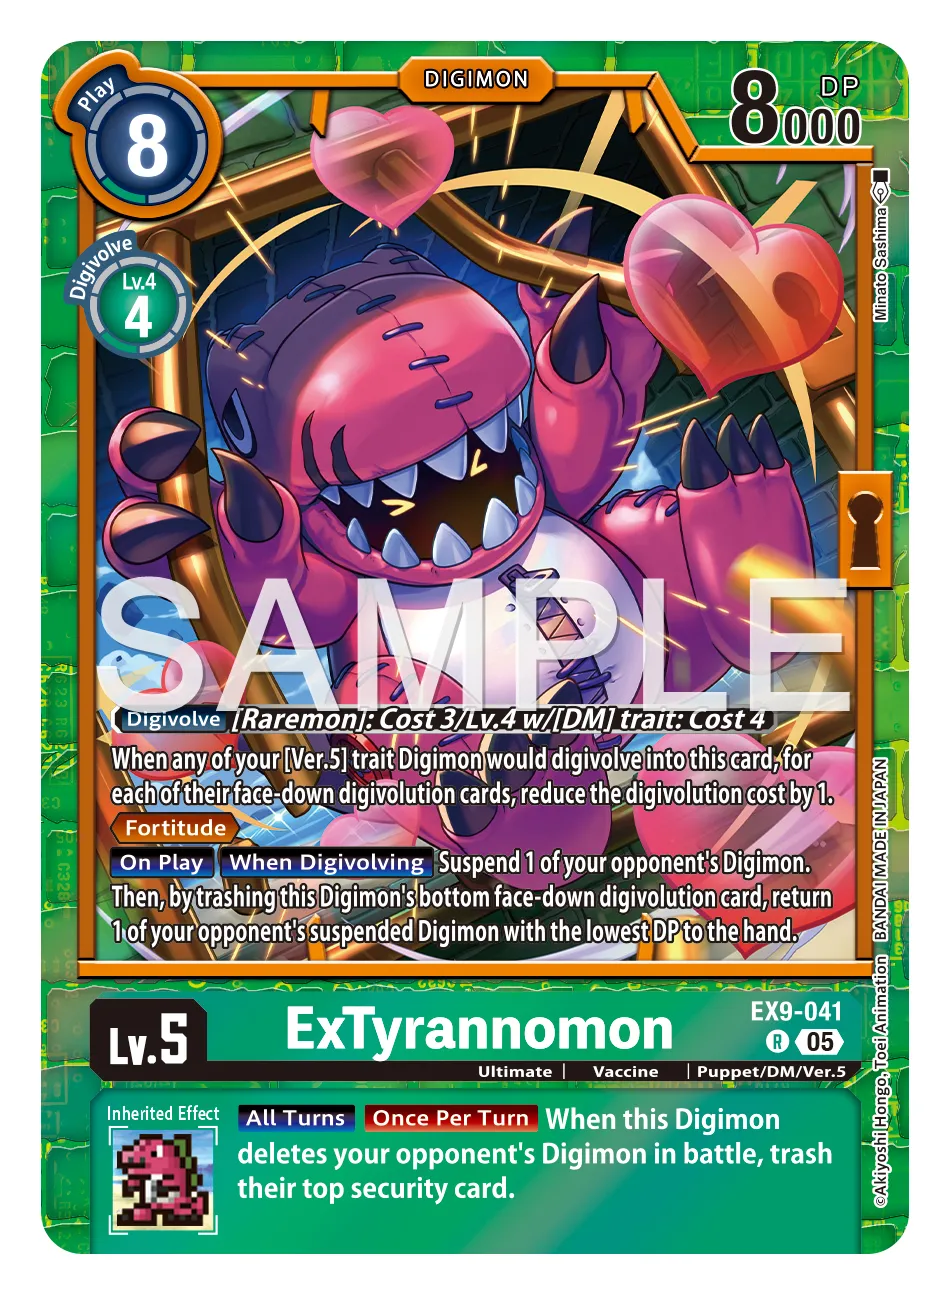 DIGIMON
Play
8
DP
8000
Digivolve
Lv.4
4
Minato Sashima
SAMPLE
Digivolve [Raremon]: Cost 3/Lv.4 w/[DM] trait: Cost 4
When any of your [Ver.5] trait Digimon would digivolve into this card, for
each of their face-down digivolution cards, reduce the digivolution cost by 1.
Fortitude
On Play When Digivolving Suspend 1 of your opponent's Digimon.
Then, by trashing this Digimon's bottom face-down digivolution card, return
1 of your opponent's suspended Digimon with the lowest DP to the hand.
©Akiyoshi Hongo, Toei Animation BANDAI MADE IN JAPAN
Lv.5
ExTyrannomon
EX9-041
R 05
Ultimate | Vaccine | Puppet/DM/Ver.5
Inherited Effect
All Turns Once Per Turn When this Digimon
deletes your opponent's Digimon in battle, trash
their top security card.